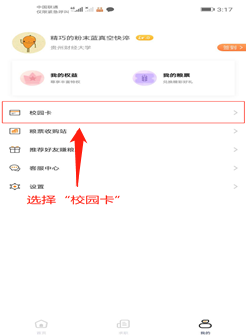 中国联通
3:17
精巧的粉末蓝真空快淬
贵州财经大学
我的权益
我的粮票
校园卡
粮票收购站
推荐好友赚粮
客服中心
设置
选择“校园卡”
我的